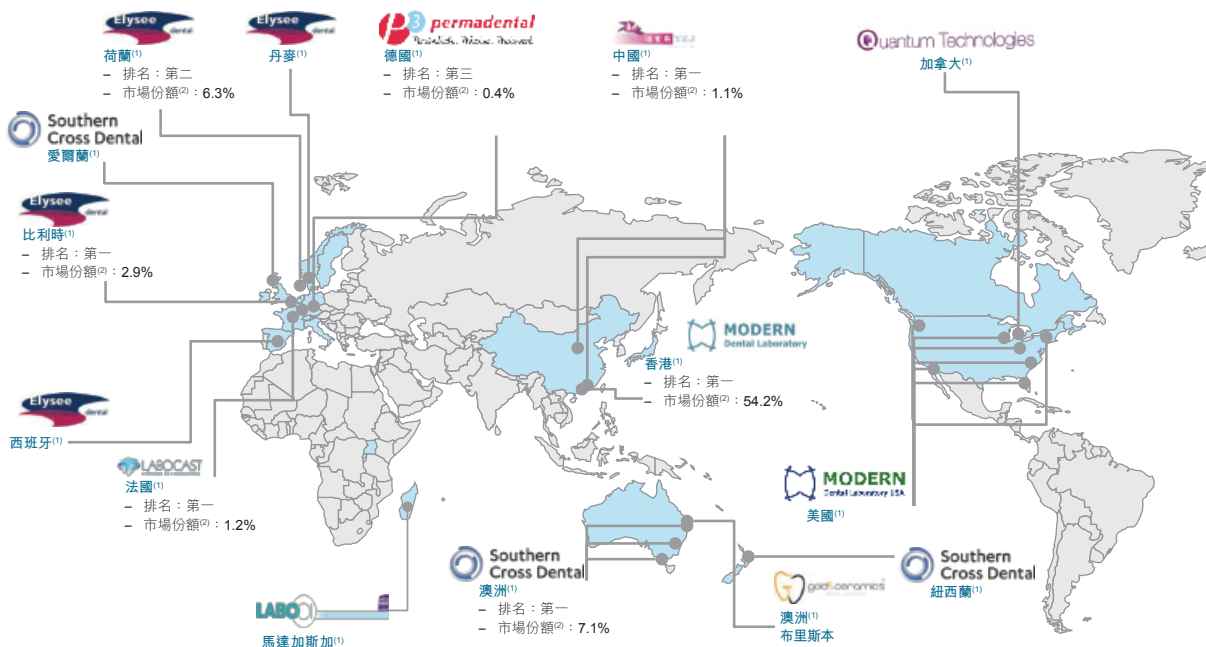 Elysee
dental
荷蘭(1)
– 排名：第二
– 市場份額(2)：6.3%
Elysee
dental
丹麥(1)
p3 permadental
德國(1)
– 排名：第三
– 市場份額(2)：0.4%
中國(1)
– 排名：第一
– 市場份額(2)：1.1%
Quantum Technologies
加拿大(1)
Southern
Cross Dental
愛爾蘭(1)
Elysee
dental
比利時(1)
– 排名：第一
– 市場份額(2)：2.9%
MODERN
Dental Laboratory
香港(1)
– 排名：第一
– 市場份額(2)：54.2%
Elysee
dental
西班牙(1)
LABOCAST
法國(1)
– 排名：第一
– 市場份額(2)：1.2%
MODERN
Dental Laboratory USA
美國(1)
Southern
Cross Dental
澳洲(1)
– 排名：第一
– 市場份額(2)：7.1%
godiceromics
澳洲(1)
布里斯本
Southern
Cross Dental
紐西蘭(1)
LABO
馬達加斯加(1)